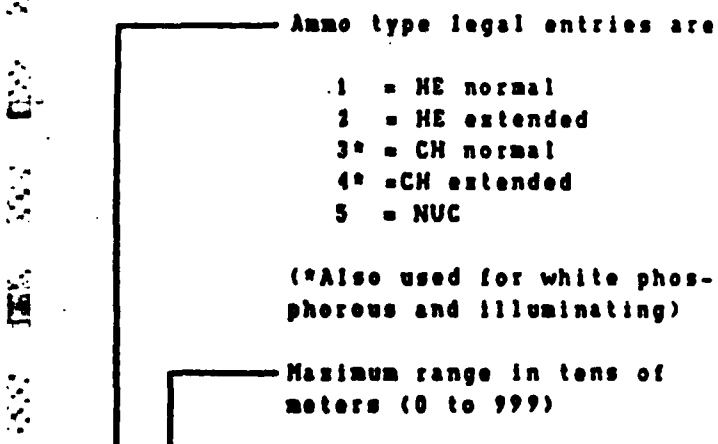 Ammo type legal entries are
1 = HE normal
2 = HE extended
3* = CH normal
4* =CH extended
5 = NUC
(*Also used for white phos-
phorous and illuminating)
Maximum range in tens of
meters (0 to 999)